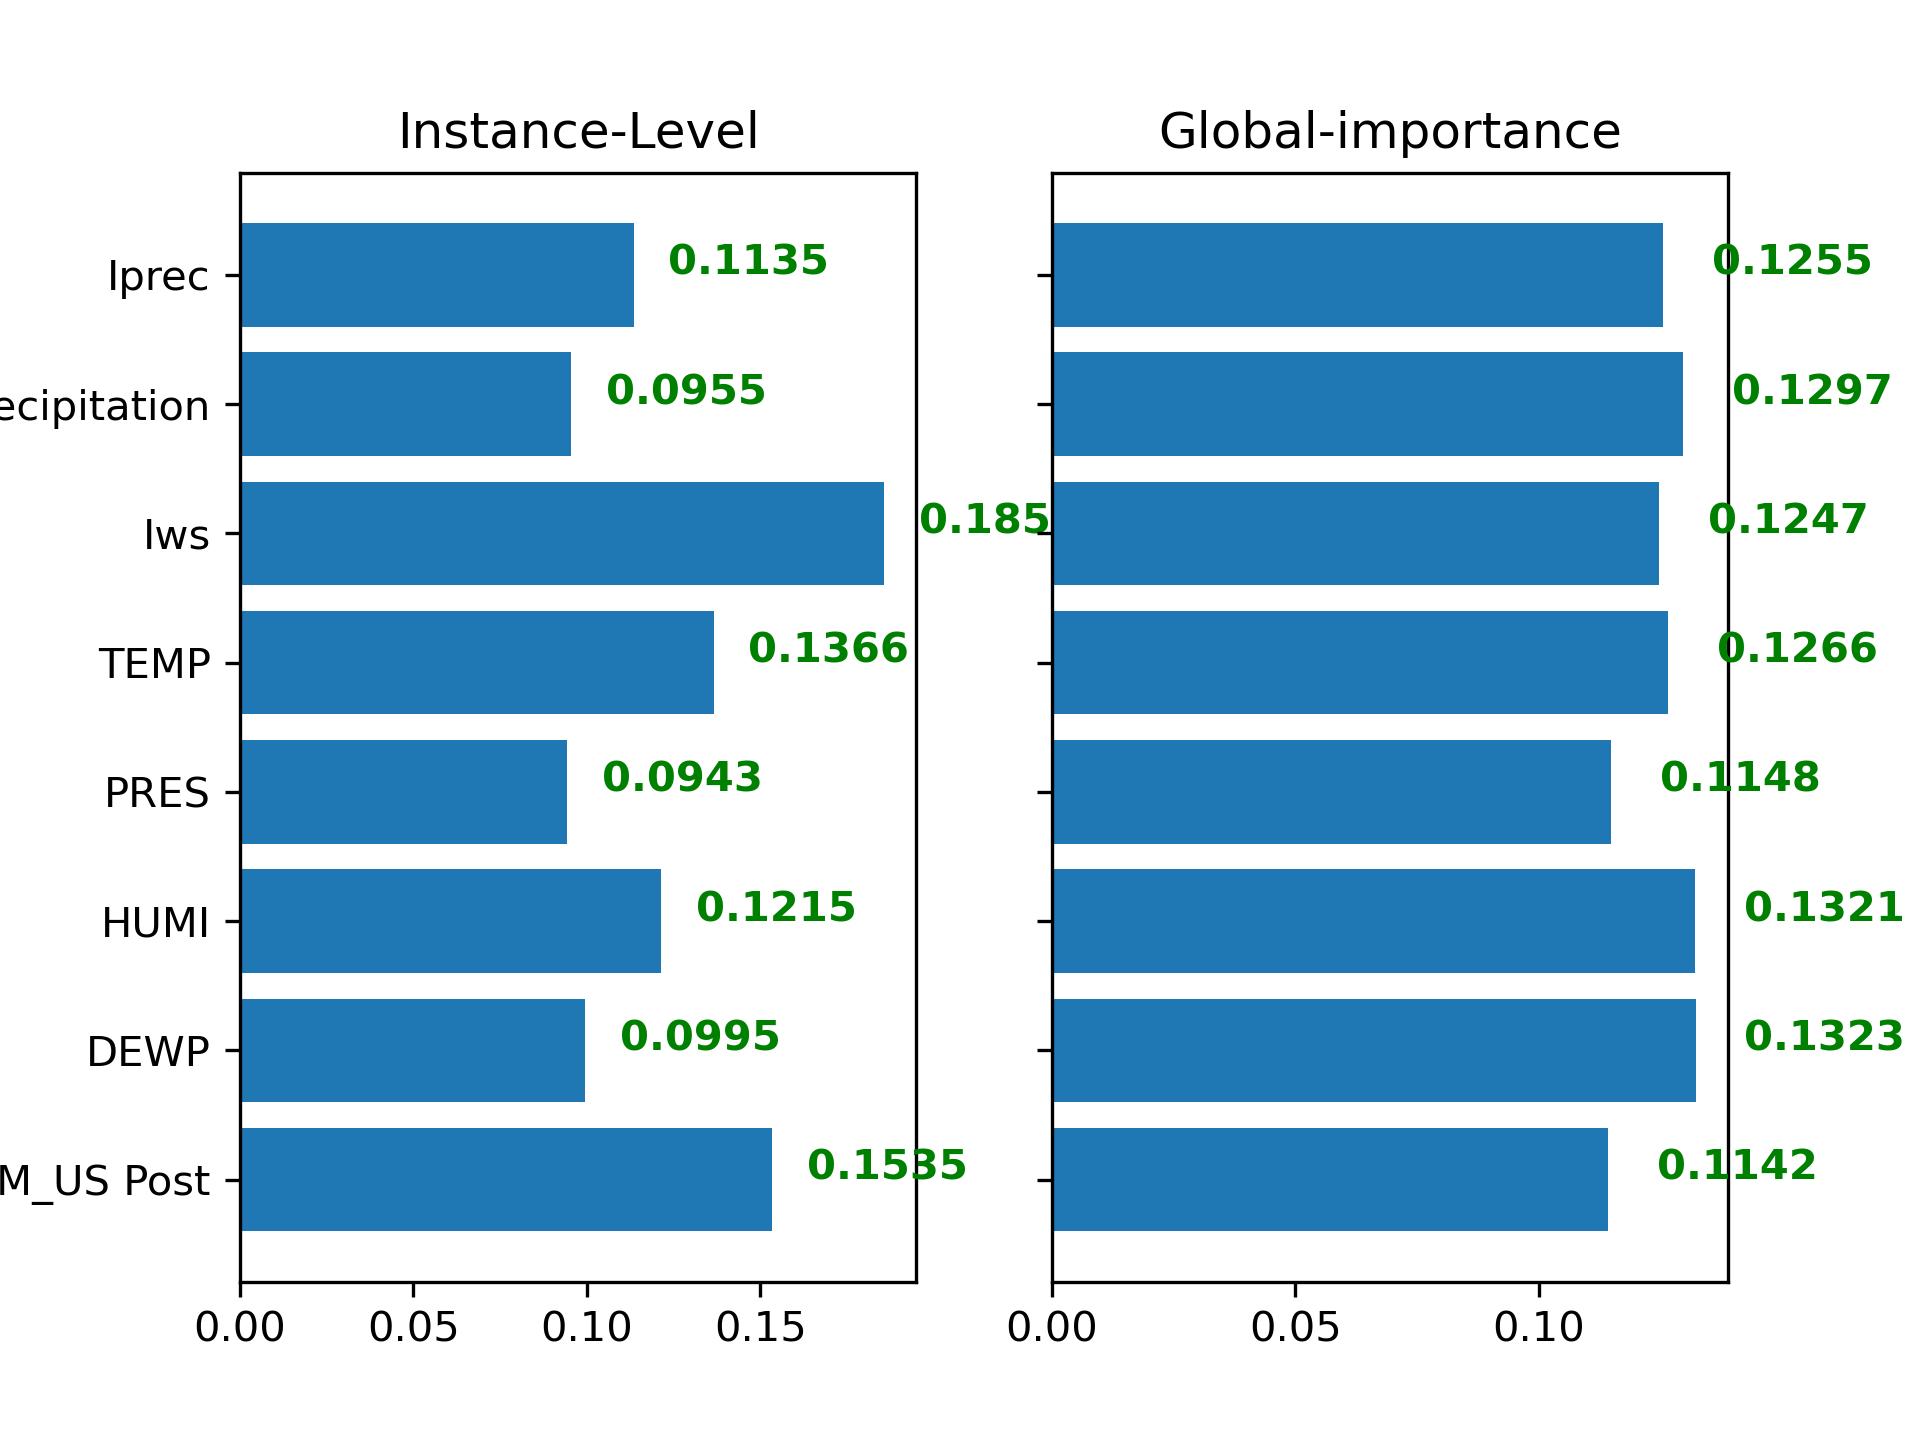 Instance-Level
Global-importance
Iprec 0.1135 0.1255
ecipitation 0.0955 0.1297
Iws 0.185 0.1247
TEMP 0.1366 0.1266
PRES 0.0943 0.1148
HUMI 0.1215 0.1321
DEWP 0.0995 0.1323
M_US Post 0.1535 0.1142
0.00 0.05 0.10 0.15
0.00 0.05 0.10